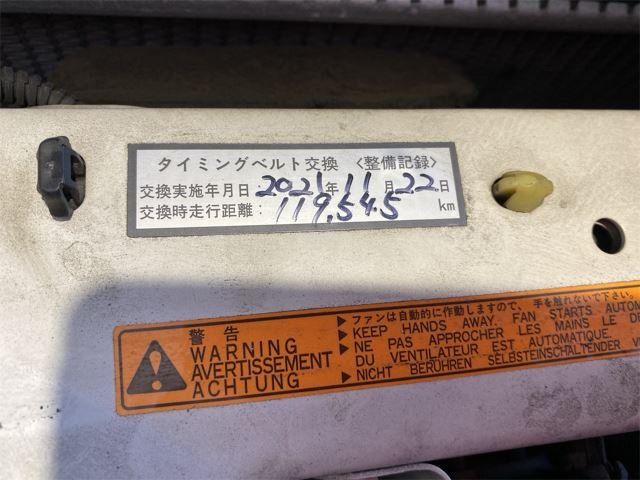 タイミングベルト交換 〈整備記録〉
交換実施年月日 2021年11月22日
交換時走行距離： 119,545 km
警告
WARNING
AVERTISSEMENT
ACHTUNG
▶ファンは自動的に作動しますので、手を触れないで下さい。
▶KEEP HANDS AWAY. FAN STARTS AUTOM
▶NE PAS APPROCHER LES MAINS LE DE
DU VENTILATEUR EST AUTOMATIQUE.
▶NICHT BERÜHREN SELBSTEINSCHALTENDER V